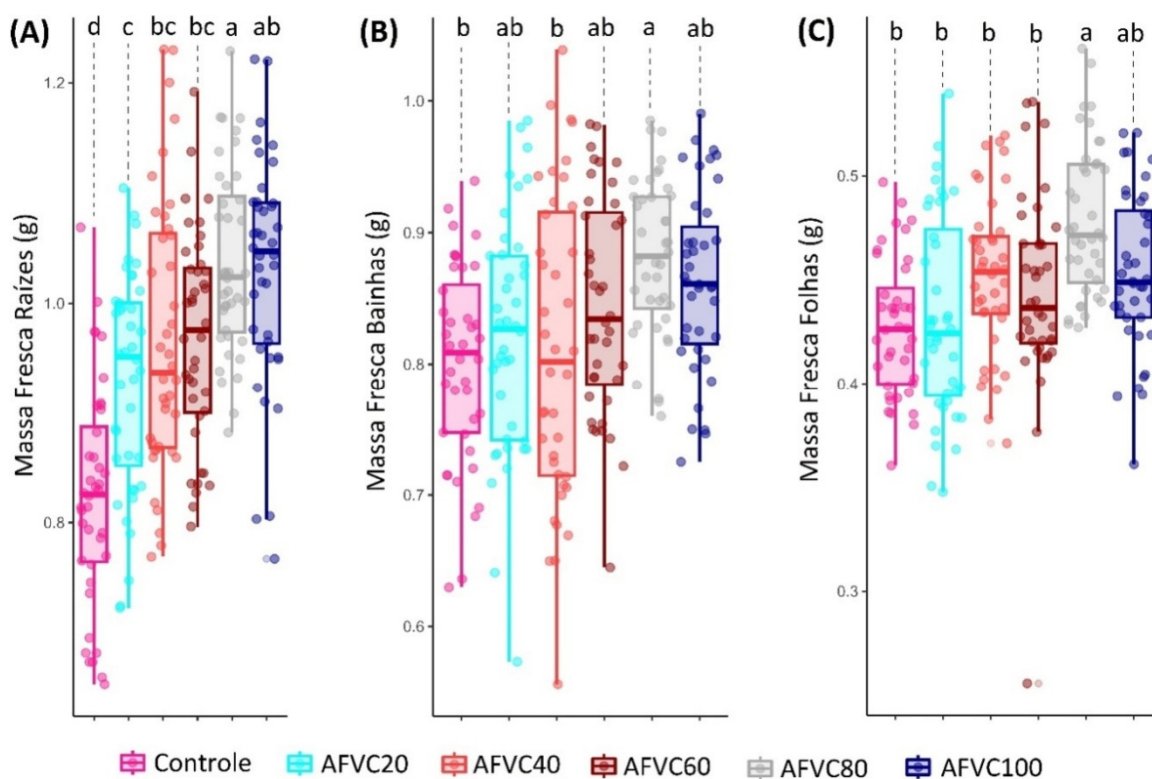 (A)
d c bc bc a ab
Massa Fresca Raízes (g)
1.2
1.0
0.8
(B)
b ab b ab a ab
Massa Fresca Bainhas (g)
1.0
0.9
0.8
0.7
0.6
(C)
b b b b a ab
Massa Fresca Folhas (g)
0.5
0.4
0.3
Controle AFVC20 AFVC40 AFVC60 AFVC80 AFVC100